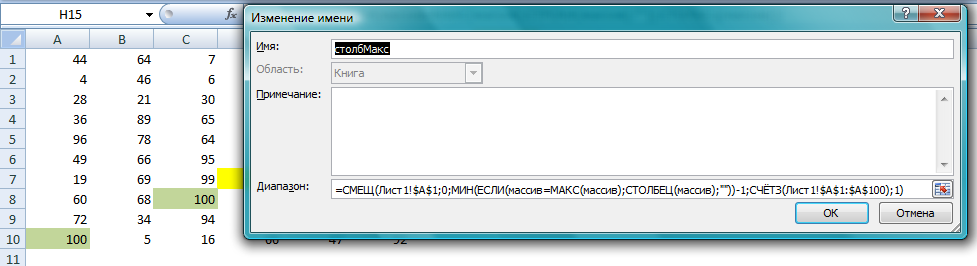 H15 fx Изменение имени
A B C
Имя: столбМакс
1 44 64 7
Область: Книга
2 4 46 6
Примечание:
3 28 21 30
4 36 89 65
5 96 78 64
6 49 66 95
7 19 69 99
Диапазон: =СМЕЩ(Лист1!$A$1;0;МИН(ЕСЛИ(массив=МАКС(массив);СТОЛБЕЦ(массив);""))-1;СЧЁТЗ(Лист1!$A$1:$A$100);1)
8 60 68 100
OK Отмена
9 72 34 94
10 100 5 16
11